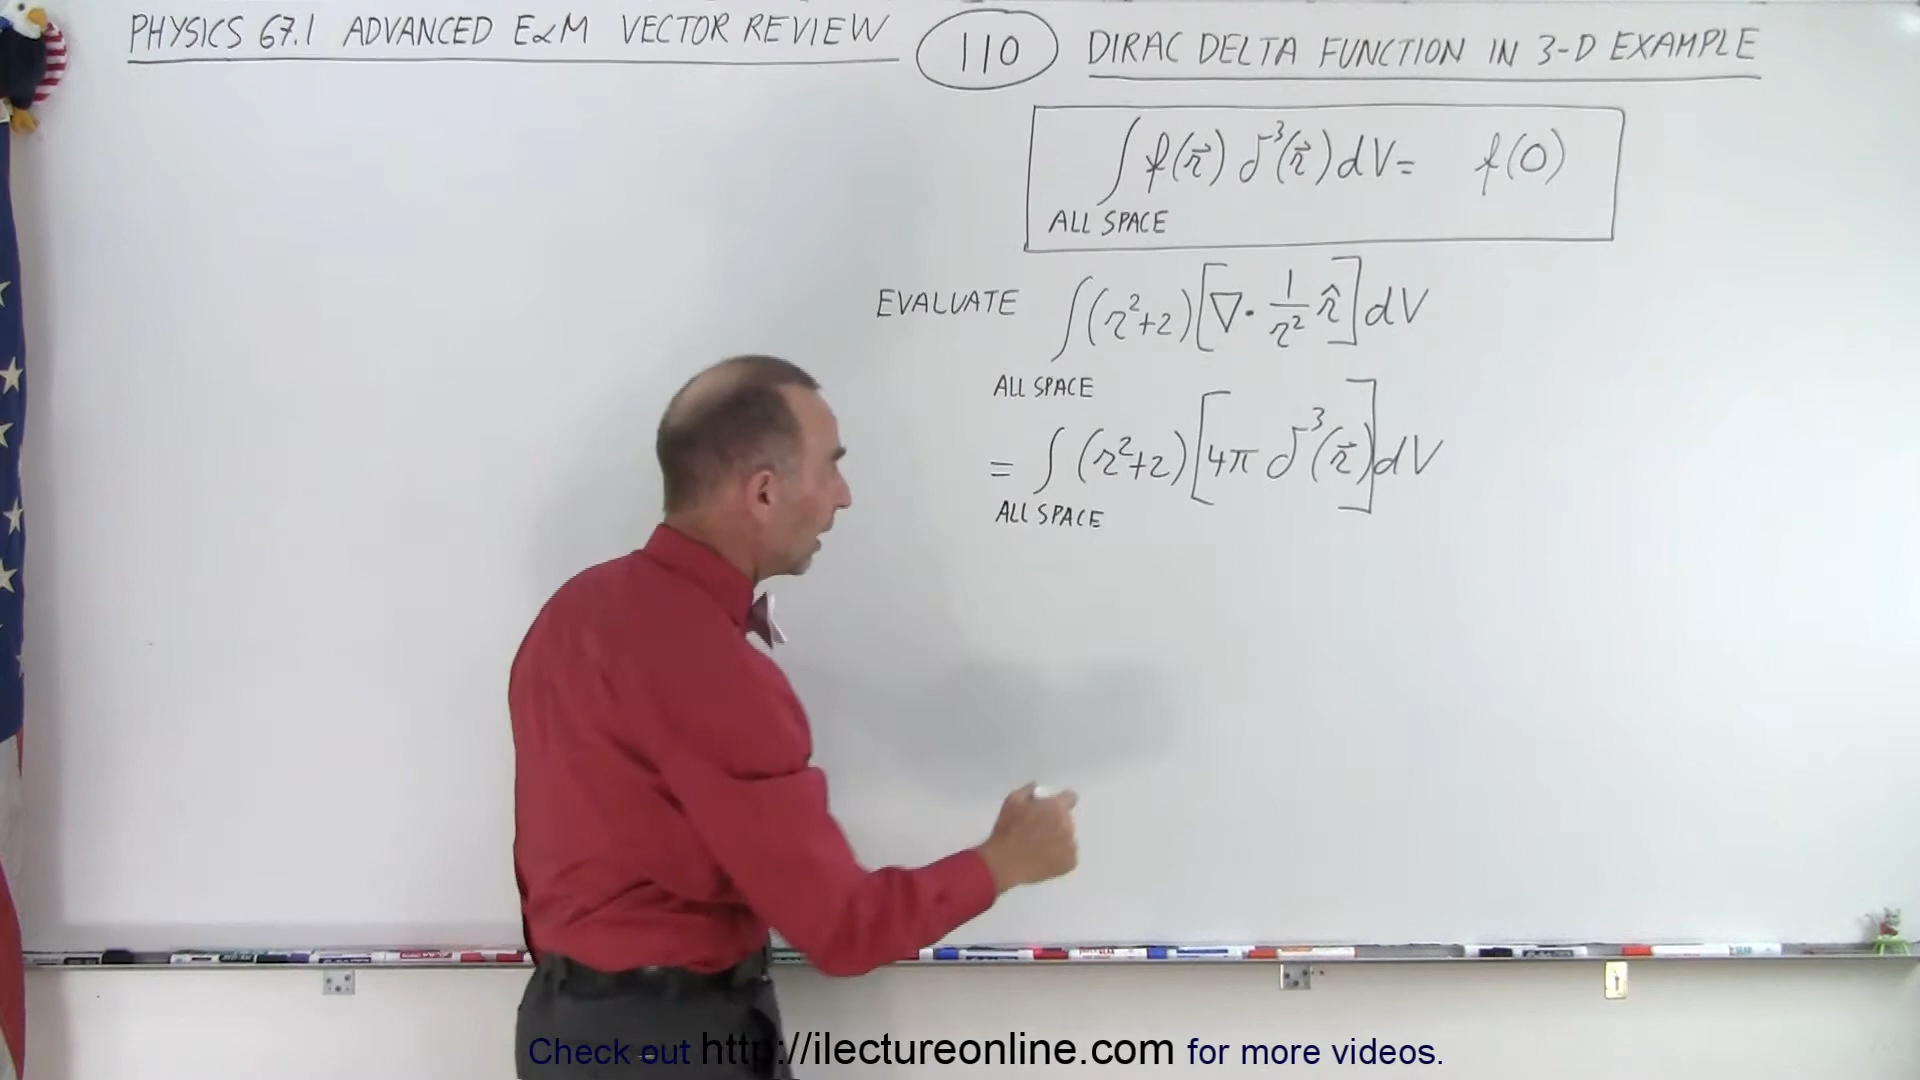 PHYSICS 67.1 ADVANCED E&M VECTOR REVIEW 110 DIRAC DELTA FUNCTION IN 3-D EXAMPLE
∫ f(r⃗) δ³(r⃗) dV = f(0)
ALL SPACE
EVALUATE ∫(r²+2)[∇·1/r² r̂]dV
ALL SPACE
= ∫(r²+2)[4π δ³(r⃗)]dV
ALL SPACE
Check out http://ilectureonline.com for more videos.